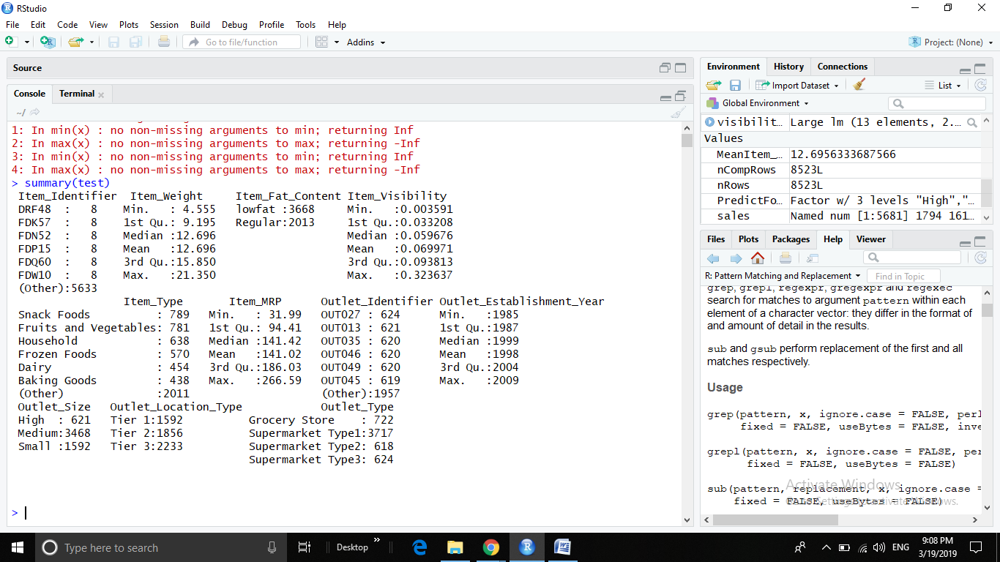 RStudio
File Edit Code View Plots Session Build Debug Profile Tools Help
Go to file/function Addins Project: (None)
Source
Console Terminal
~/
1: In min(x) : no non-missing arguments to min; returning Inf
2: In max(x) : no non-missing arguments to max; returning -Inf
3: In min(x) : no non-missing arguments to min; returning Inf
4: In max(x) : no non-missing arguments to max; returning -Inf
> summary(test)
Item_Identifier Item_Weight Item_Fat_Content Item_Visibility
DRF48 : 8 Min. : 4.555 lowfat :3668 Min. :0.003591
FDK57 : 8 1st Qu.: 9.195 Regular:2013 1st Qu.:0.033208
FDN52 : 8 Median :12.696 Median :0.059676
FDP15 : 8 Mean :12.696 Mean :0.069971
FDQ60 : 8 3rd Qu.:15.850 3rd Qu.:0.093813
FDW10 : 8 Max. :21.350 Max. :0.323637
(Other):5633
Item_Type Item_MRP Outlet_Identifier Outlet_Establishment_Year
Snack Foods : 789 Min. : 31.99 OUT027 : 624 Min. :1985
Fruits and Vegetables: 781 1st Qu.: 94.41 OUT013 : 621 1st Qu.:1987
Household : 638 Median :141.42 OUT035 : 620 Median :1999
Frozen Foods : 570 Mean :141.02 OUT046 : 620 Mean :1998
Dairy : 454 3rd Qu.:186.03 OUT049 : 620 3rd Qu.:2004
Baking Goods : 438 Max. :266.59 OUT045 : 619 Max. :2009
(Other) :2011 (Other):1957
Outlet_Size Outlet_Location_Type Outlet_Type
High : 621 Tier 1:1592 Grocery Store : 722
Medium:3468 Tier 2:1856 Supermarket Type1:3717
Small :1592 Tier 3:2233 Supermarket Type2: 618
Supermarket Type3: 624
>
Environment History Connections
Import Dataset List
Global Environment
visibilit… Large lm (13 elements, 2.…
Values
MeanItem_… 12.6956333687566
nCompRows 8523L
nRows 8523L
PredictFo… Factor w/ 3 levels "High","…
sales Named num [1:5681] 1794 161…
Files Plots Packages Help Viewer
R: Pattern Matching and Replacement Find in Topic
grep, grepl, regexpr, gregexpr and regexec
search for matches to argument pattern within each
element of a character vector: they differ in the format of
and amount of detail in the results.
sub and gsub perform replacement of the first and all
matches respectively.
Usage
grep(pattern, x, ignore.case = FALSE, perl
fixed = FALSE, useBytes = FALSE, inve
grepl(pattern, x, ignore.case = FALSE, per
fixed = FALSE, useBytes = FALSE)
sub(pattern, replacement, x, ignore.case =
fixed = FALSE, useBytes = FALSE)
Activate Windows
Go to Settings to activate Windows.
Type here to search Desktop ENG 9:08 PM
3/19/2019